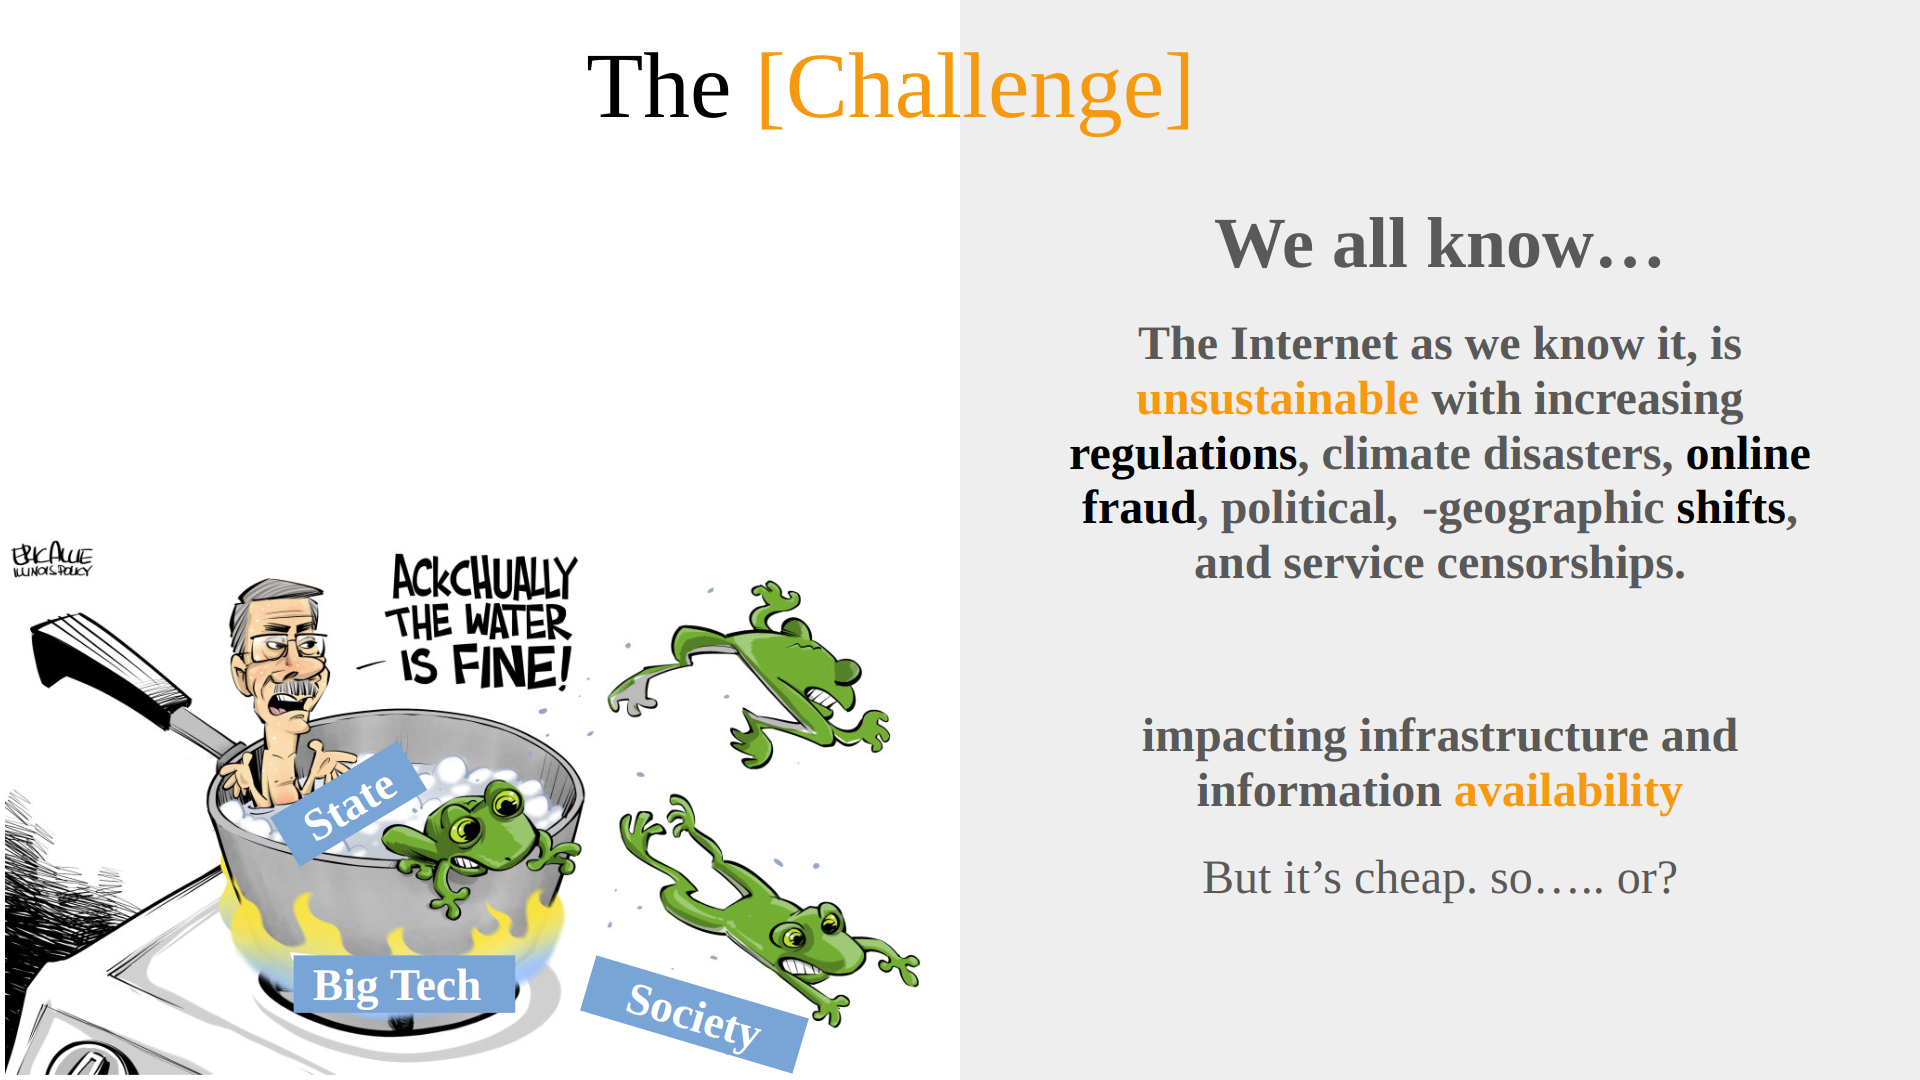 The [Challenge]
We all know…
The Internet as we know it, is
unsustainable with increasing
regulations, climate disasters, online
fraud, political,  -geographic shifts,
and service censorships.
impacting infrastructure and
information availability
But it’s cheap. so….. or?
ERIC ALLIE
ILLINOIS POLICY
ACKCHUALLY
THE WATER
IS FINE!
State
Big Tech
Society